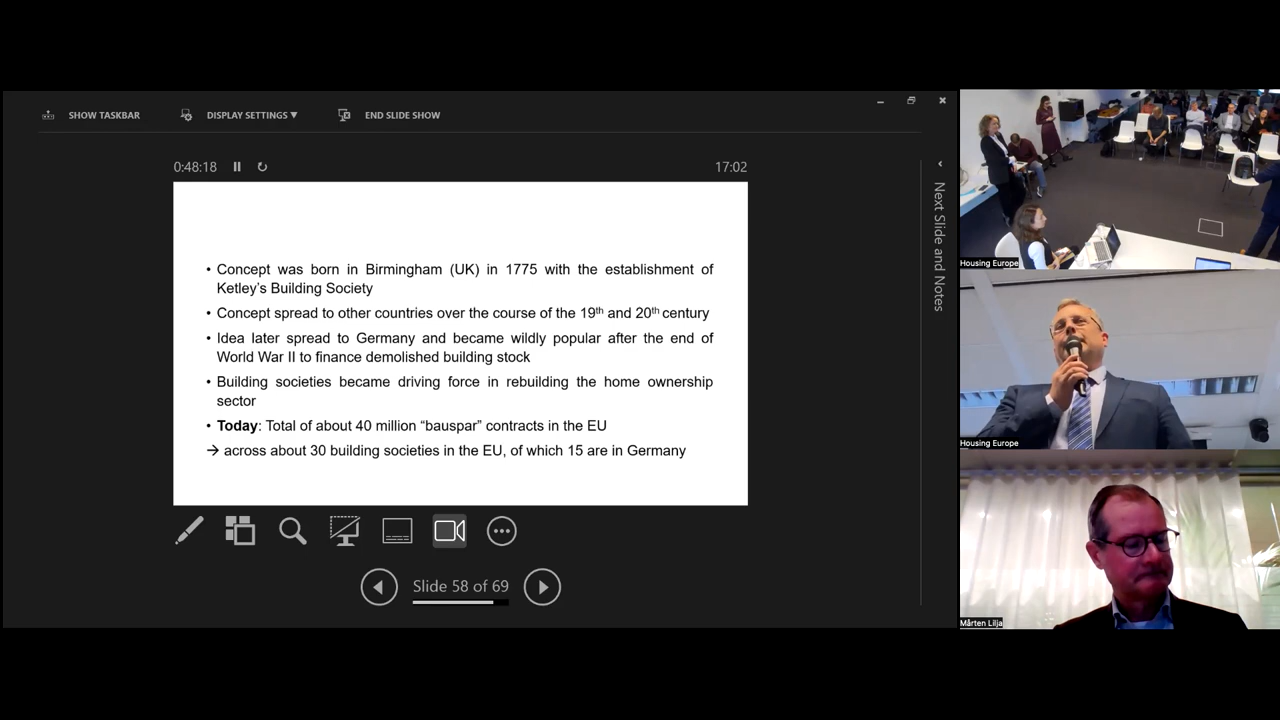 SHOW TASKBAR
DISPLAY SETTINGS ▼
END SLIDE SHOW
0:48:18
17:02
• Concept was born in Birmingham (UK) in 1775 with the establishment of
Ketley's Building Society
• Concept spread to other countries over the course of the 19th and 20th century
• Idea later spread to Germany and became wildly popular after the end of
World War II to finance demolished building stock
• Building societies became driving force in rebuilding the home ownership
sector
• Today: Total of about 40 million “bauspar” contracts in the EU
→ across about 30 building societies in the EU, of which 15 are in Germany
Slide 58 of 69
Next Slide and Notes
Housing Europe
Housing Europe
Mårten Lilja